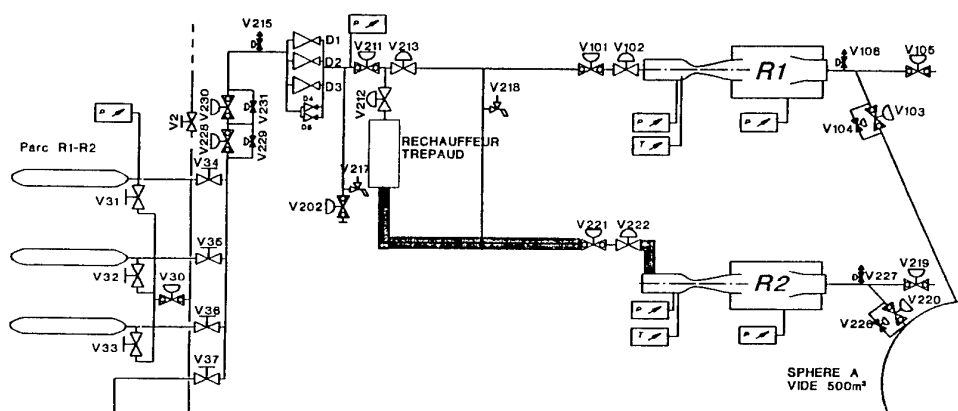 V215
P
D1
D2
D3
D4
D5
V211
V213
V101
V102
R1
V106
V105
V103
V104
V212
V218
P
T
P
RECHAUFFEUR
TREPAUD
V217
V202
P
V2
V230
V228
V231
V229
Parc R1-R2
V34
V31
V35
V32
V30
V36
V33
V37
V221
V222
R2
V227
V219
V220
V226
P
T
P
SPHERE A
VIDE 500m³